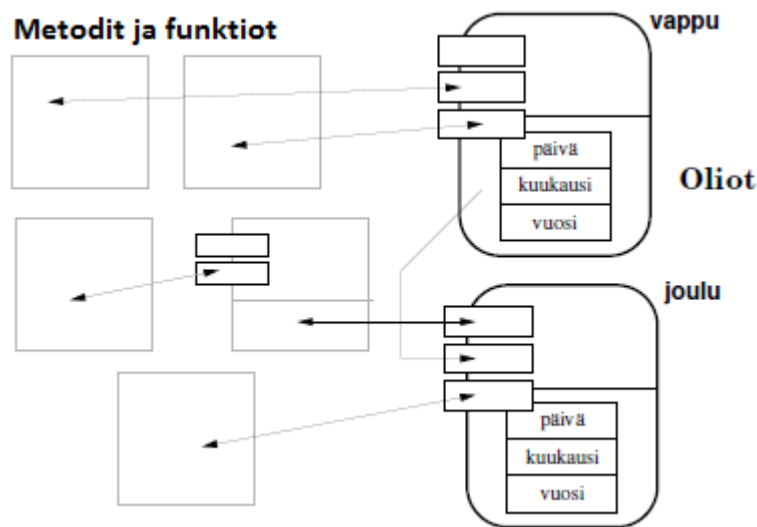 Metodit ja funktiot
vappu
päivä
kuukausi
vuosi
Oliot
joulu
päivä
kuukausi
vuosi